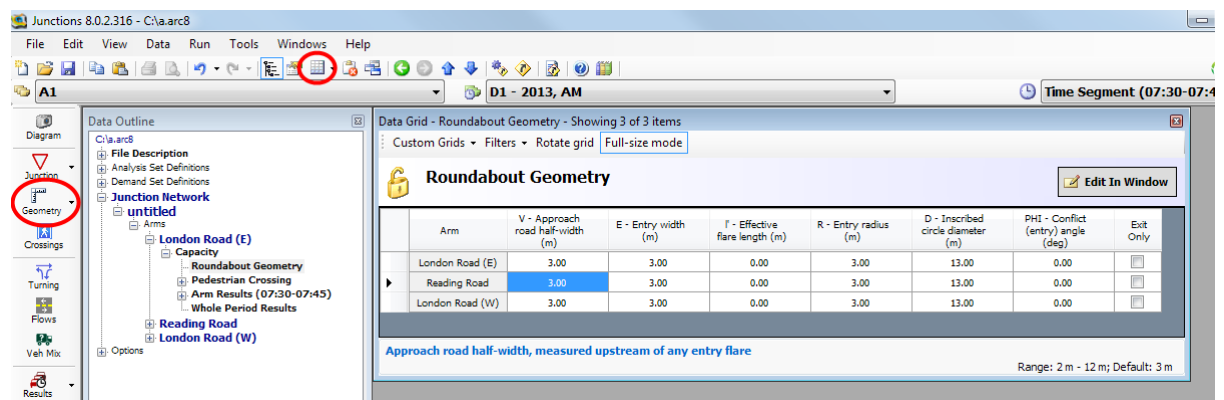 Junctions 8.0.2.316 - C:\a.arc8
File Edit View Data Run Tools Windows Help
A1
D1 - 2013, AM
Time Segment (07:30-07:4
Diagram
Junction
Geometry
Crossings
Turning
Flows
Veh Mix
Results
Data Outline
C:\a.arc8
File Description
Analysis Set Definitions
Demand Set Definitions
Junction Network
untitled
Arms
London Road (E)
Capacity
Roundabout Geometry
Pedestrian Crossing
Arm Results (07:30-07:45)
Whole Period Results
Reading Road
London Road (W)
Options
Data Grid - Roundabout Geometry - Showing 3 of 3 items
Custom Grids Filters Rotate grid Full-size mode
Roundabout Geometry
Edit In Window
Arm
V - Approach
road half-width
(m)
E - Entry width
(m)
l' - Effective
flare length (m)
R - Entry radius
(m)
D - Inscribed
circle diameter
(m)
PHI - Conflict
(entry) angle
(deg)
Exit
Only
London Road (E) 3.00 3.00 0.00 3.00 13.00 0.00
Reading Road 3.00 3.00 0.00 3.00 13.00 0.00
London Road (W) 3.00 3.00 0.00 3.00 13.00 0.00
Approach road half-width, measured upstream of any entry flare
Range: 2 m - 12 m; Default: 3 m